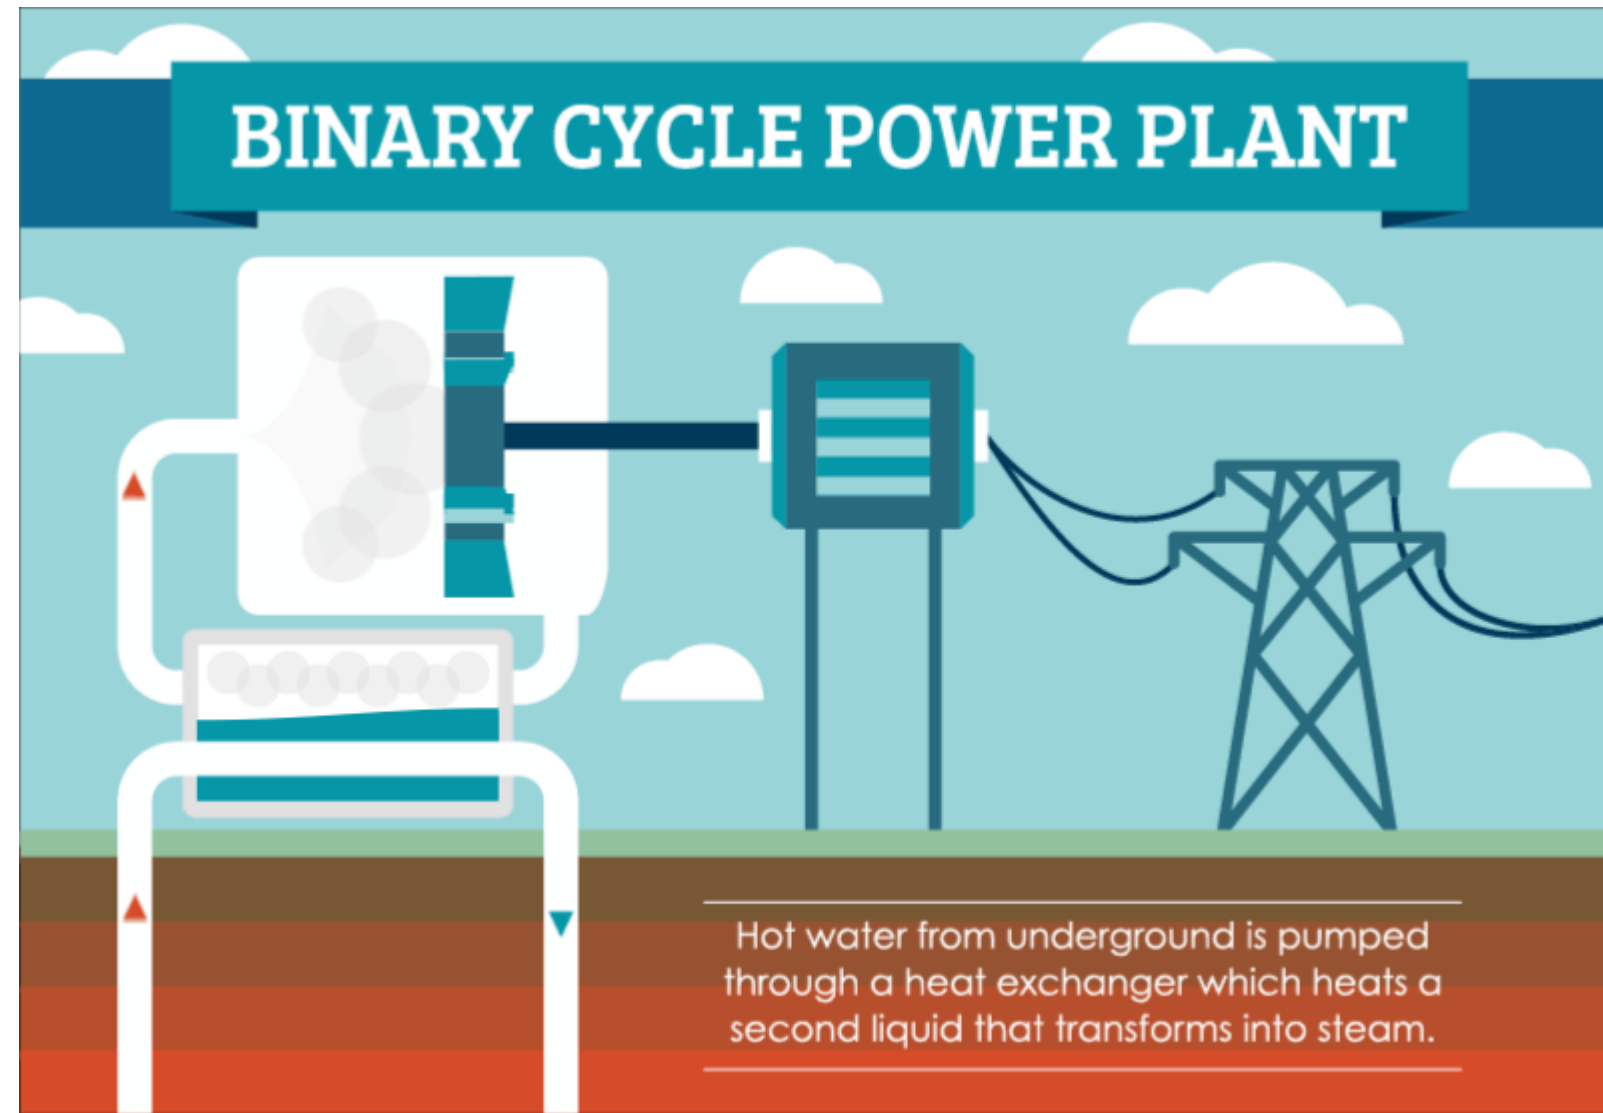 BINARY CYCLE POWER PLANT
Hot water from underground is pumped
through a heat exchanger which heats a
second liquid that transforms into steam.